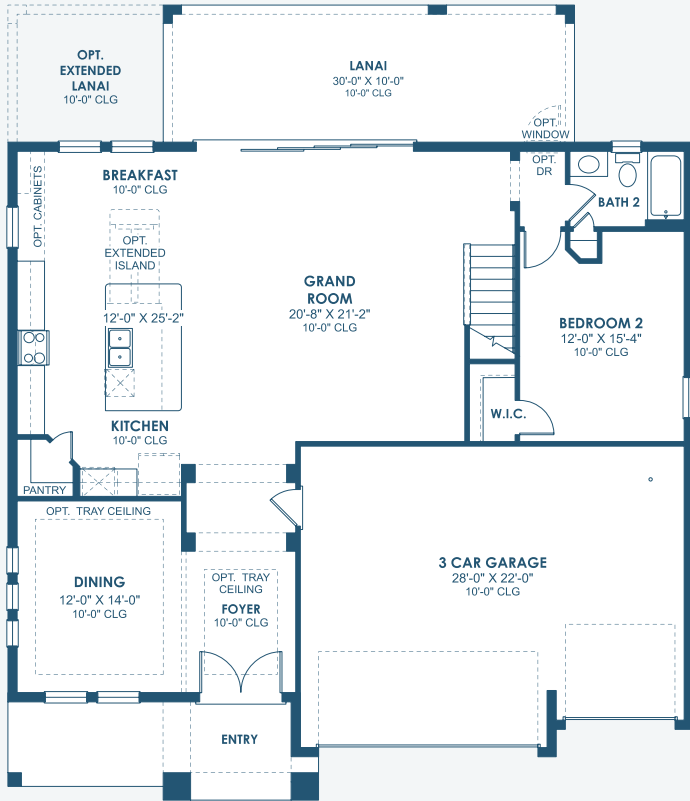 OPT.
EXTENDED
LANAI
10'-0" CLG
LANAI
30'-0" X 10'-0"
10'-0" CLG
OPT.
WINDOW
OPT.
DR
BREAKFAST
10'-0" CLG
OPT. CABINETS
BATH 2
OPT.
EXTENDED
ISLAND
GRAND
ROOM
20'-8" X 21'-2"
10'-0" CLG
12'-0" X 25'-2"
BEDROOM 2
12'-0" X 15'-4"
10'-0" CLG
W.I.C.
KITCHEN
10'-0" CLG
PANTRY
OPT. TRAY CEILING
DINING
12'-0" X 14'-0"
10'-0" CLG
OPT. TRAY
CEILING
FOYER
10'-0" CLG
3 CAR GARAGE
28'-0" X 22'-0"
10'-0" CLG
ENTRY